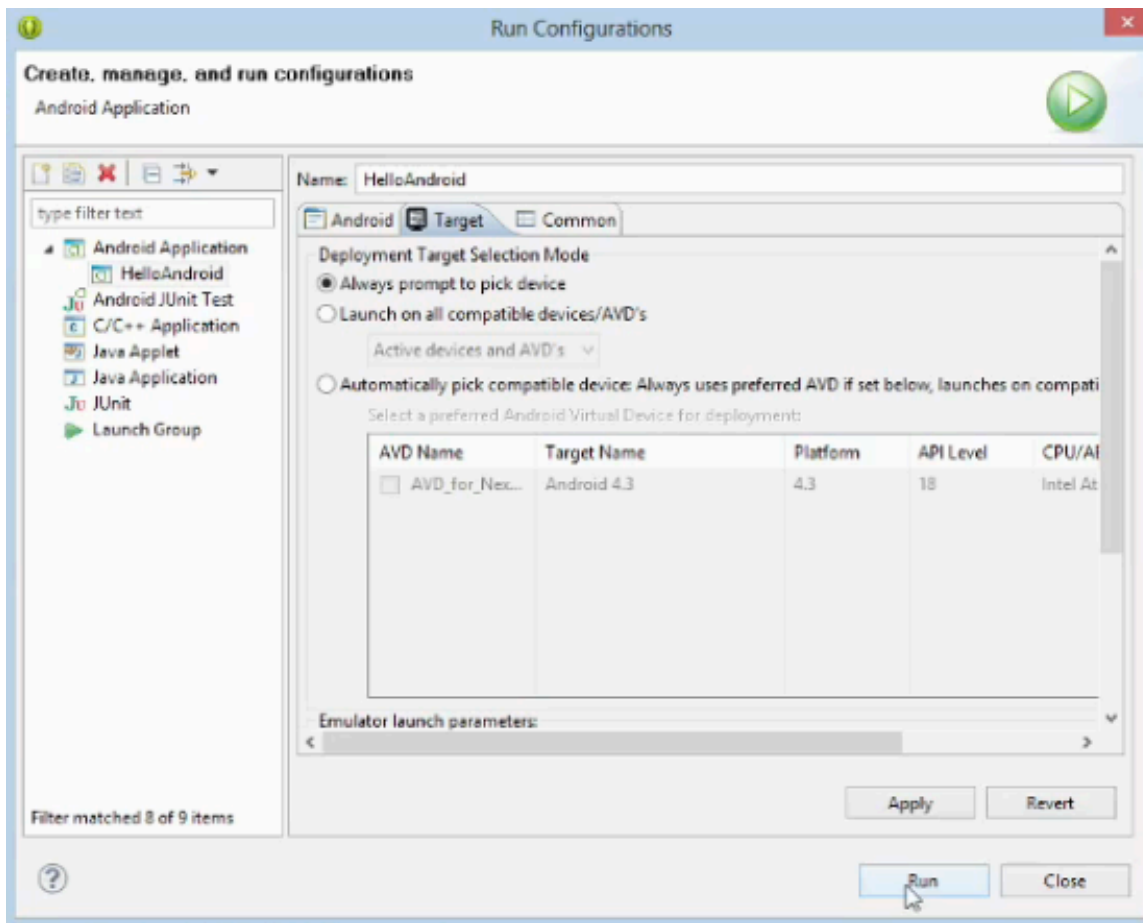 Run Configurations
Create, manage, and run configurations
Android Application
type filter text
Android Application
HelloAndroid
Android JUnit Test
C/C++ Application
Java Applet
Java Application
JUnit
Launch Group
Filter matched 8 of 9 items
Name: HelloAndroid
Android Target Common
Deployment Target Selection Mode
Always prompt to pick device
Launch on all compatible devices/AVD's
Active devices and AVD's
Automatically pick compatible device: Always uses preferred AVD if set below, launches on compati
Select a preferred Android Virtual Device for deployment:
AVD Name Target Name Platform API Level CPU/AB
AVD_for_Nex... Android 4.3 4.3 18 Intel At
Emulator launch parameters:
Apply Revert
Run Close